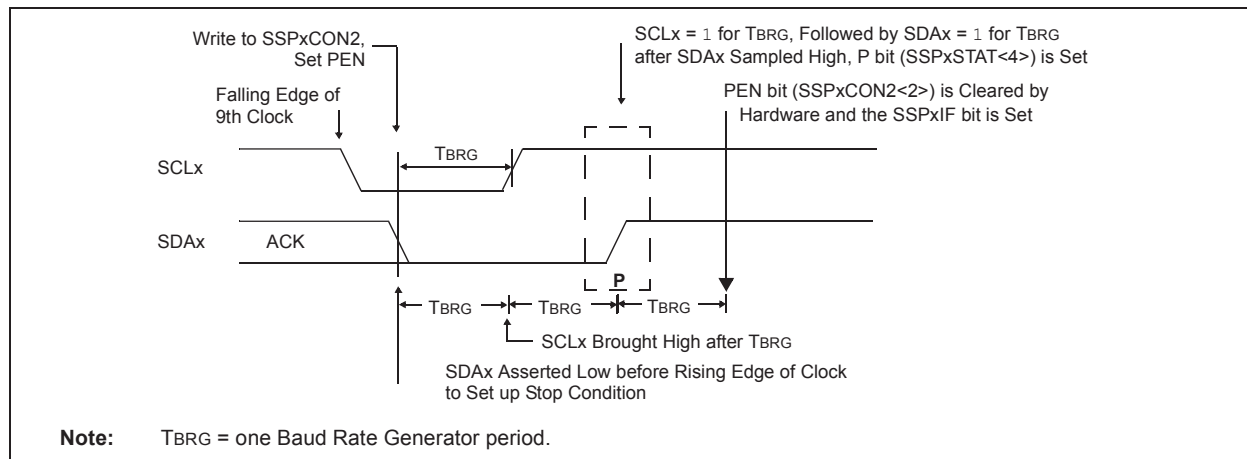 Write to SSPxCON2,
Set PEN
SCLx = 1 for TBRG, Followed by SDAx = 1 for TBRG
after SDAx Sampled High, P bit (SSPxSTAT<4>) is Set
PEN bit (SSPxCON2<2>) is Cleared by
Hardware and the SSPxIF bit is Set
Falling Edge of
9th Clock
TBRG
SCLx
SDAx
ACK
P
TBRG
TBRG
TBRG
SCLx Brought High after TBRG
SDAx Asserted Low before Rising Edge of Clock
to Set up Stop Condition
Note: TBRG = one Baud Rate Generator period.